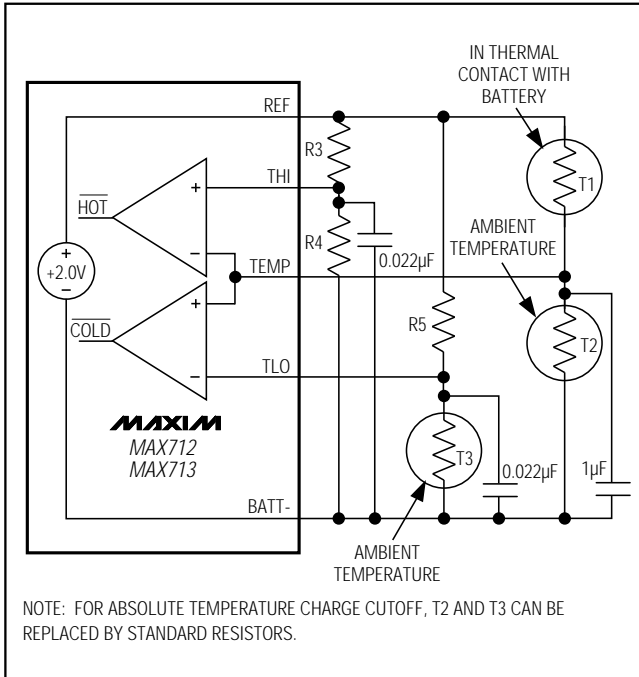 IN THERMAL
CONTACT WITH
BATTERY
REF
R3
THI
T1
HOT
R4
AMBIENT
TEMPERATURE
0.022µF
+
−
+2.0V
+
−
TEMP
COLD
+
−
R5
T2
TLO
MAXIM
MAX712
MAX713
T3
0.022µF
1µF
BATT-
AMBIENT
TEMPERATURE
NOTE: FOR ABSOLUTE TEMPERATURE CHARGE CUTOFF, T2 AND T3 CAN BE
REPLACED BY STANDARD RESISTORS.